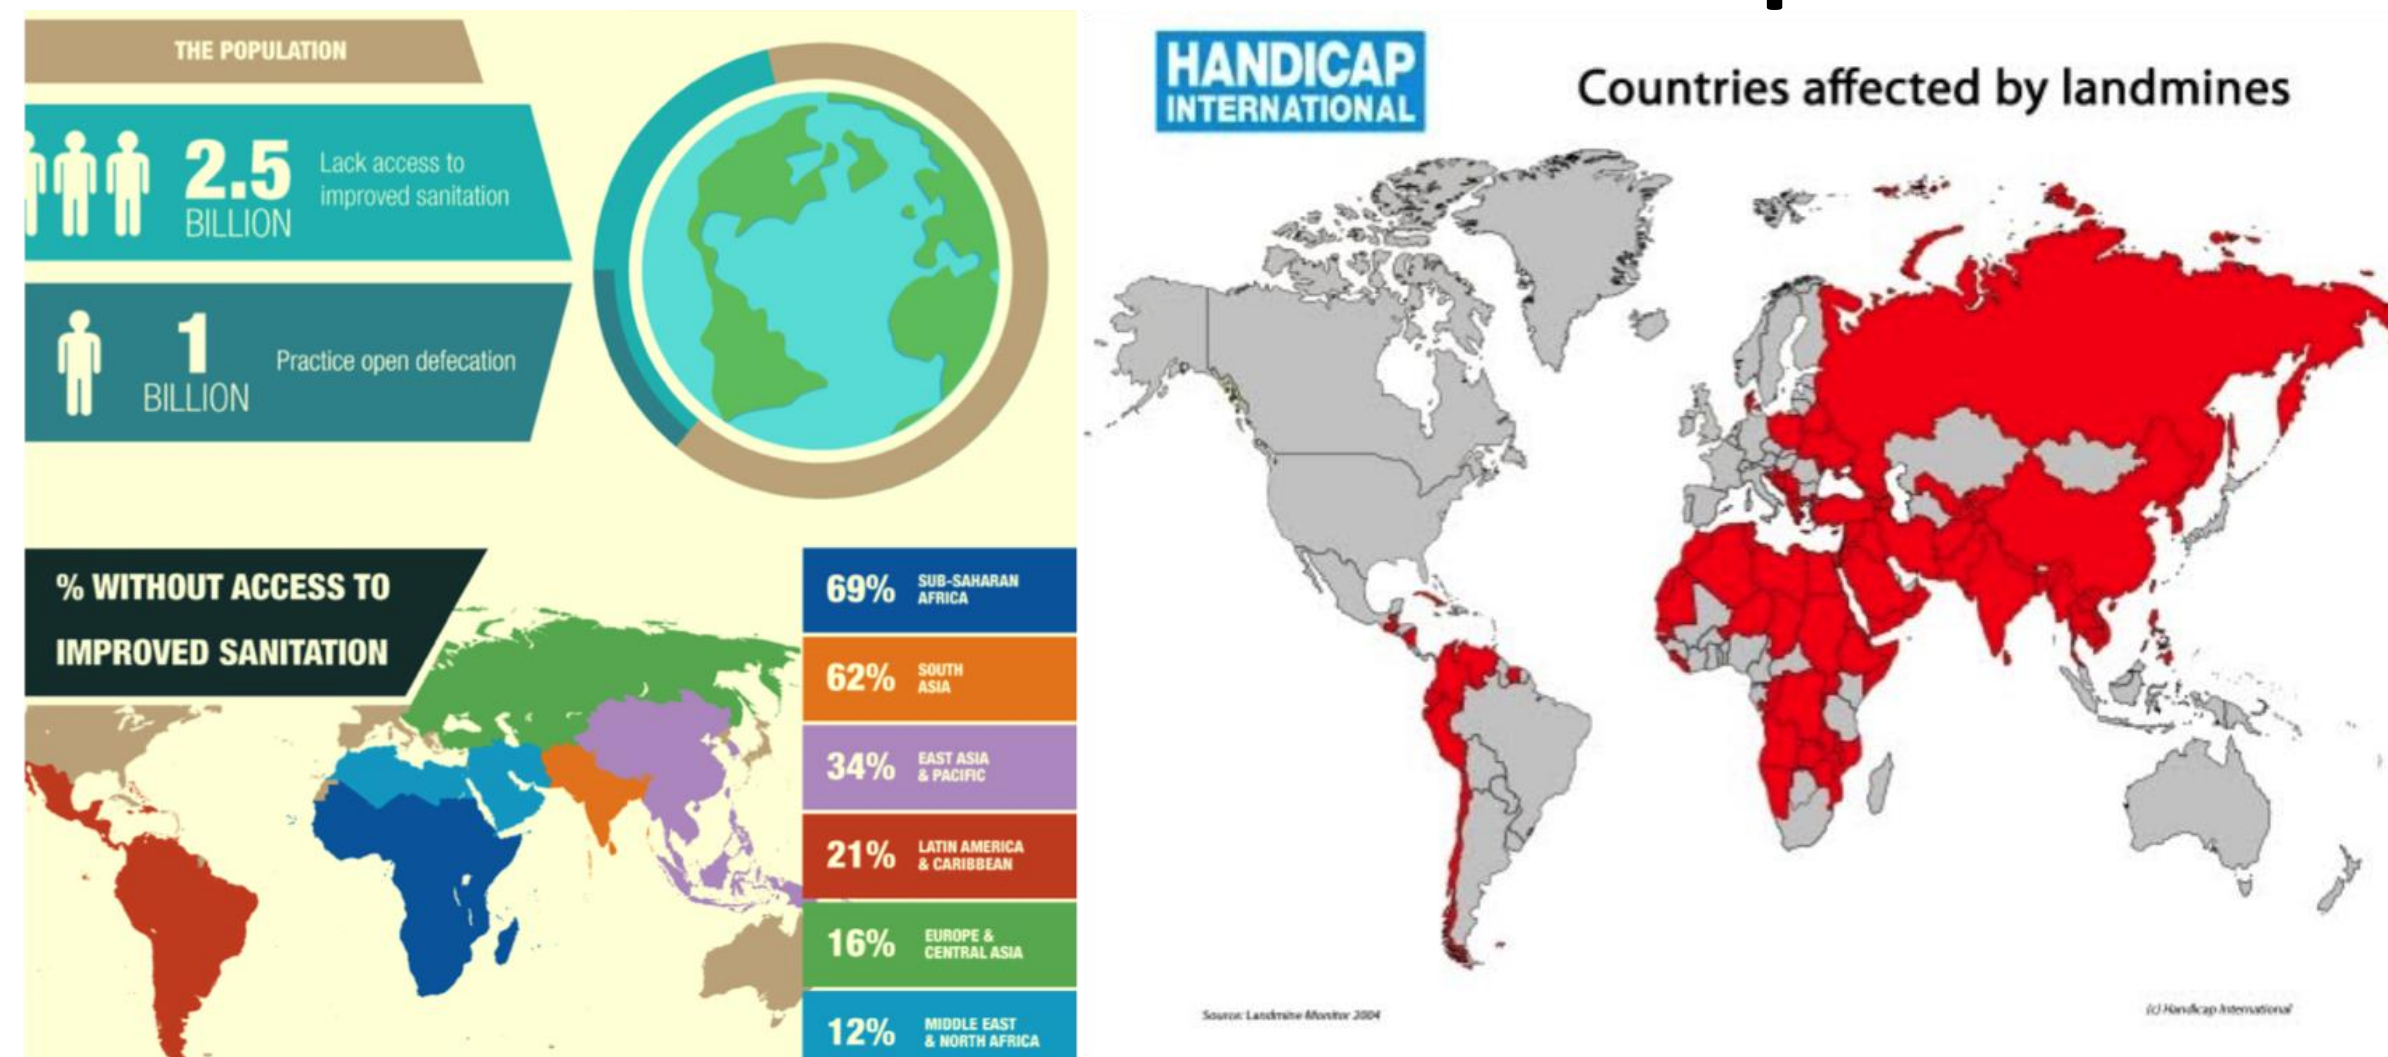 THE POPULATION
2.5
BILLION
Lack access to
improved sanitation
1
BILLION
Practice open defecation
% WITHOUT ACCESS TO
IMPROVED SANITATION
69%
SUB-SAHARAN
AFRICA
62%
SOUTH
ASIA
34%
EAST ASIA
& PACIFIC
21%
LATIN AMERICA
& CARIBBEAN
16%
EUROPE &
CENTRAL ASIA
12%
MIDDLE EAST
& NORTH AFRICA
HANDICAP
INTERNATIONAL
Countries affected by landmines
Source: Landmine Monitor 2004
(c) Handicap International